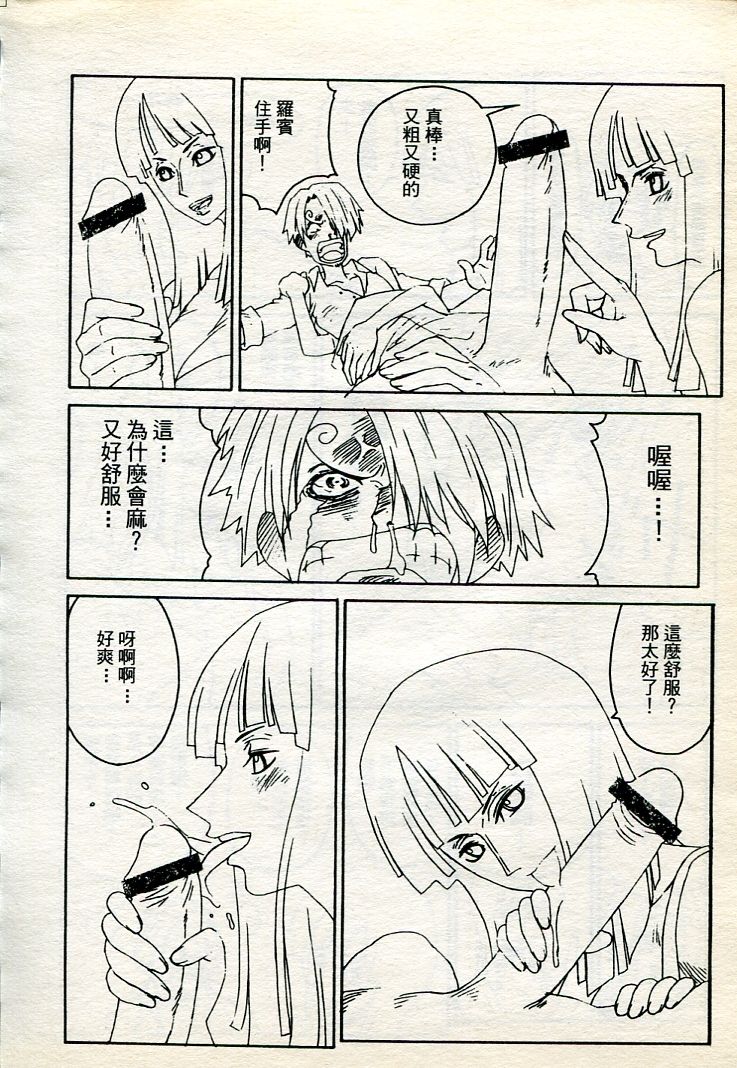 真棒…
又粗又硬的
羅賓
住手啊！
喔喔…！
這…
為什麼會麻？
又好舒服…
這麼舒服？
那太好了！
呀啊啊…
好爽…